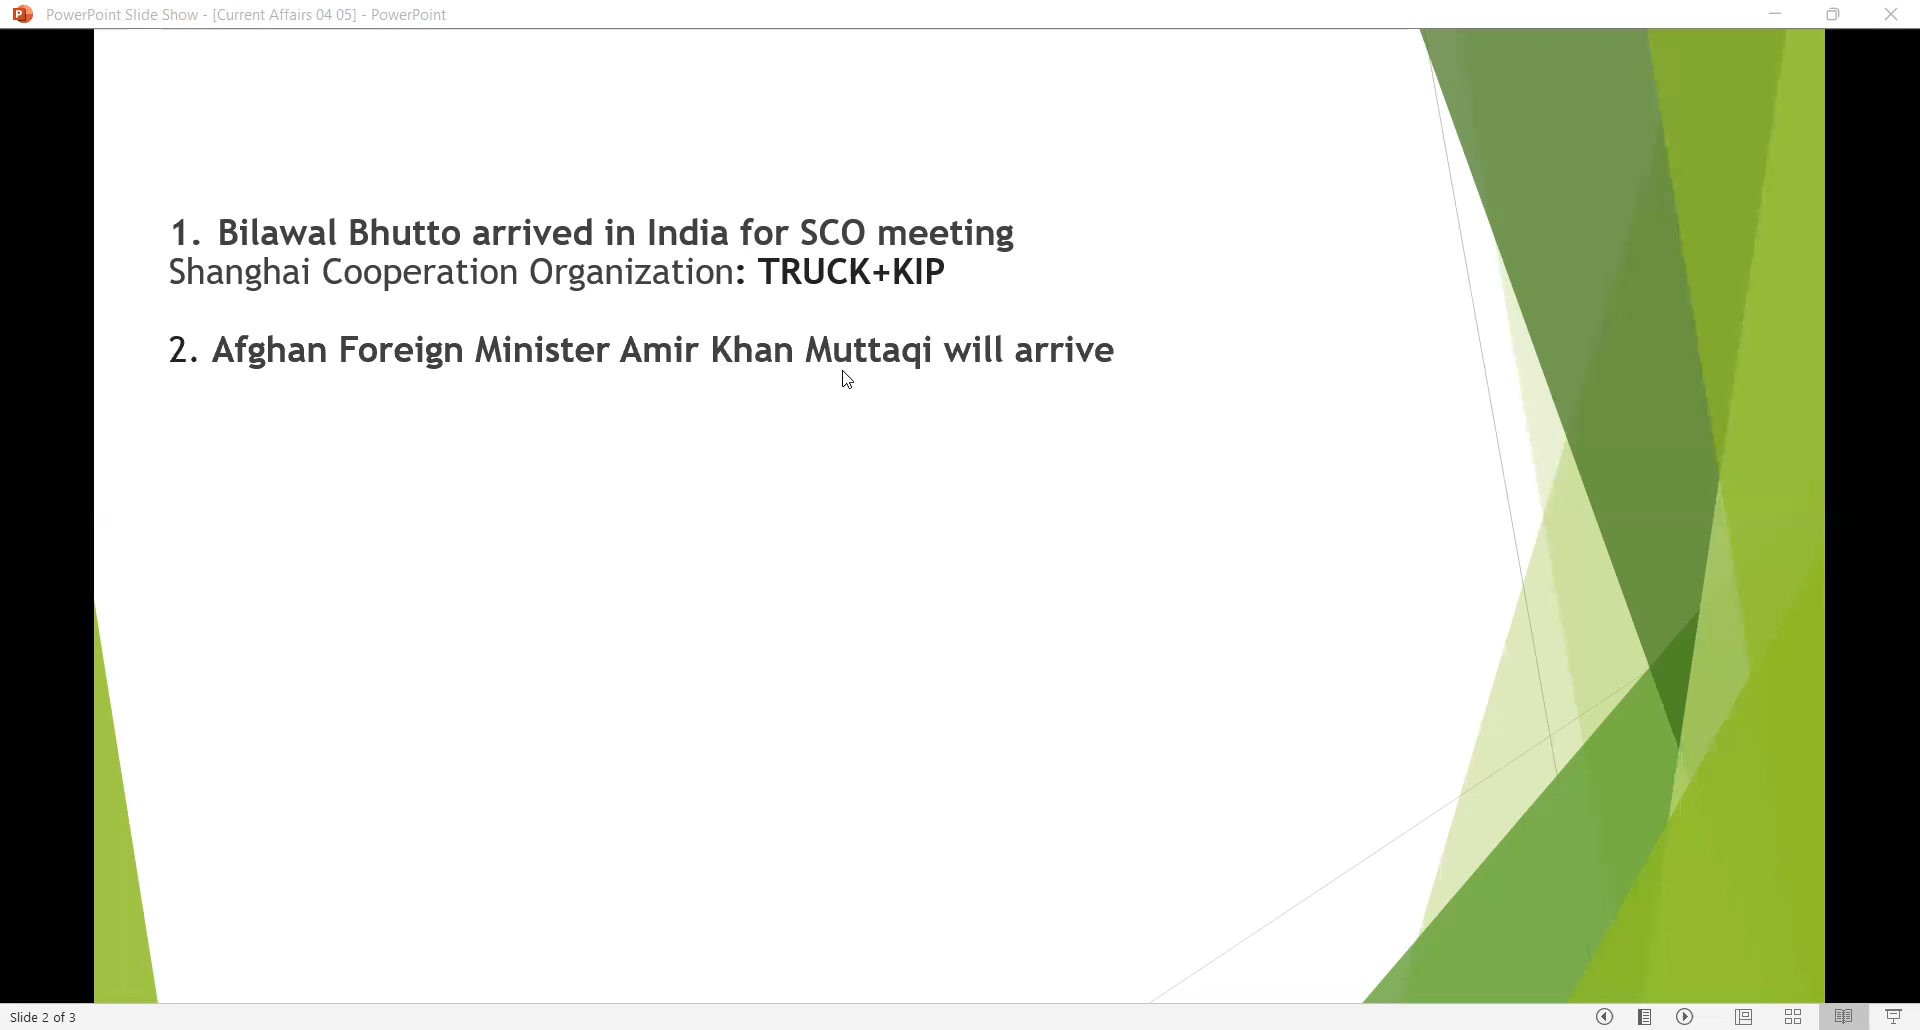 PowerPoint Slide Show - [Current Affairs 04 05] - PowerPoint
1. Bilawal Bhutto arrived in India for SCO meeting
Shanghai Cooperation Organization: TRUCK+KIP
2. Afghan Foreign Minister Amir Khan Muttaqi will arrive
Slide 2 of 3